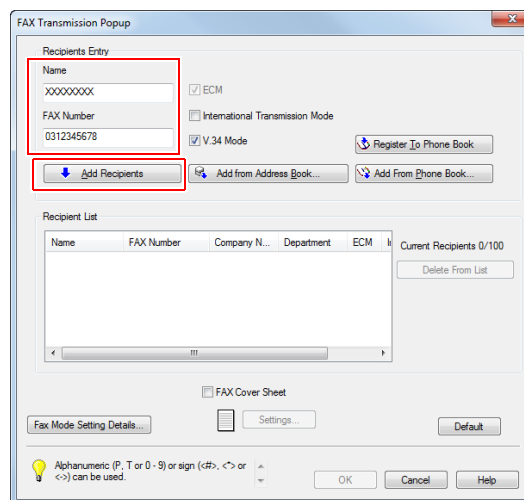 FAX Transmission Popup
Recipients Entry
Name
XXXXXXXX
ECM
FAX Number
International Transmission Mode
0312345678
V.34 Mode
Register To Phone Book
Add Recipients
Add from Address Book...
Add From Phone Book...
Recipient List
Name FAX Number Company N... Department ECM I
Current Recipients 0/100
Delete From List
FAX Cover Sheet
Fax Mode Setting Details...
Settings...
Default
Alphanumeric (P, T or 0 - 9) or sign (<#>, <*> or
<-> ) can be used.
OK Cancel Help